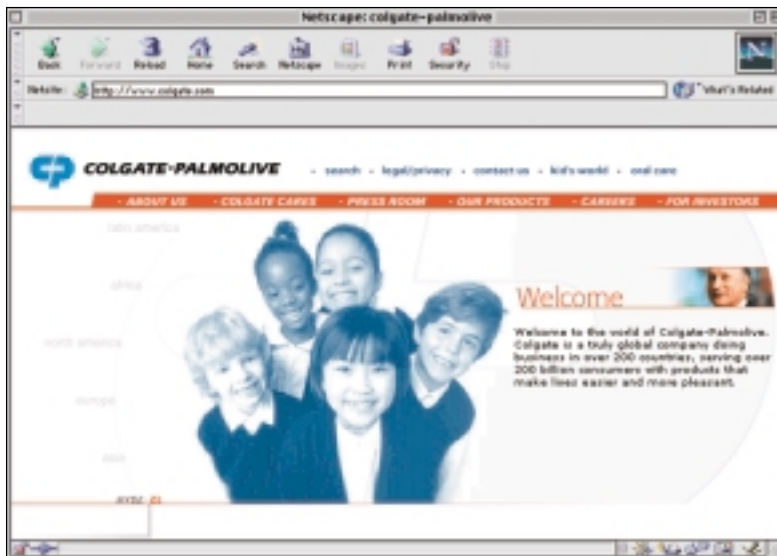 Netscape: colgate-palmolive
Back Forward Reload Home Search Netscape Images Print Security Stop
Netsite: http://www.colgate.com What's Related
COLGATE-PALMOLIVE
- search - legal/privacy - contact us - kid's world - oral care
- ABOUT US - COLGATE CARES - PRESS ROOM - OUR PRODUCTS - CAREERS - FOR INVESTORS
latin america
africa
north america
europe
asia
Welcome
Welcome to the world of Colgate-Palmolive.
Colgate is a truly global company doing
business in over 200 countries, serving over
200 billion consumers with products that
make lives easier and more pleasant.